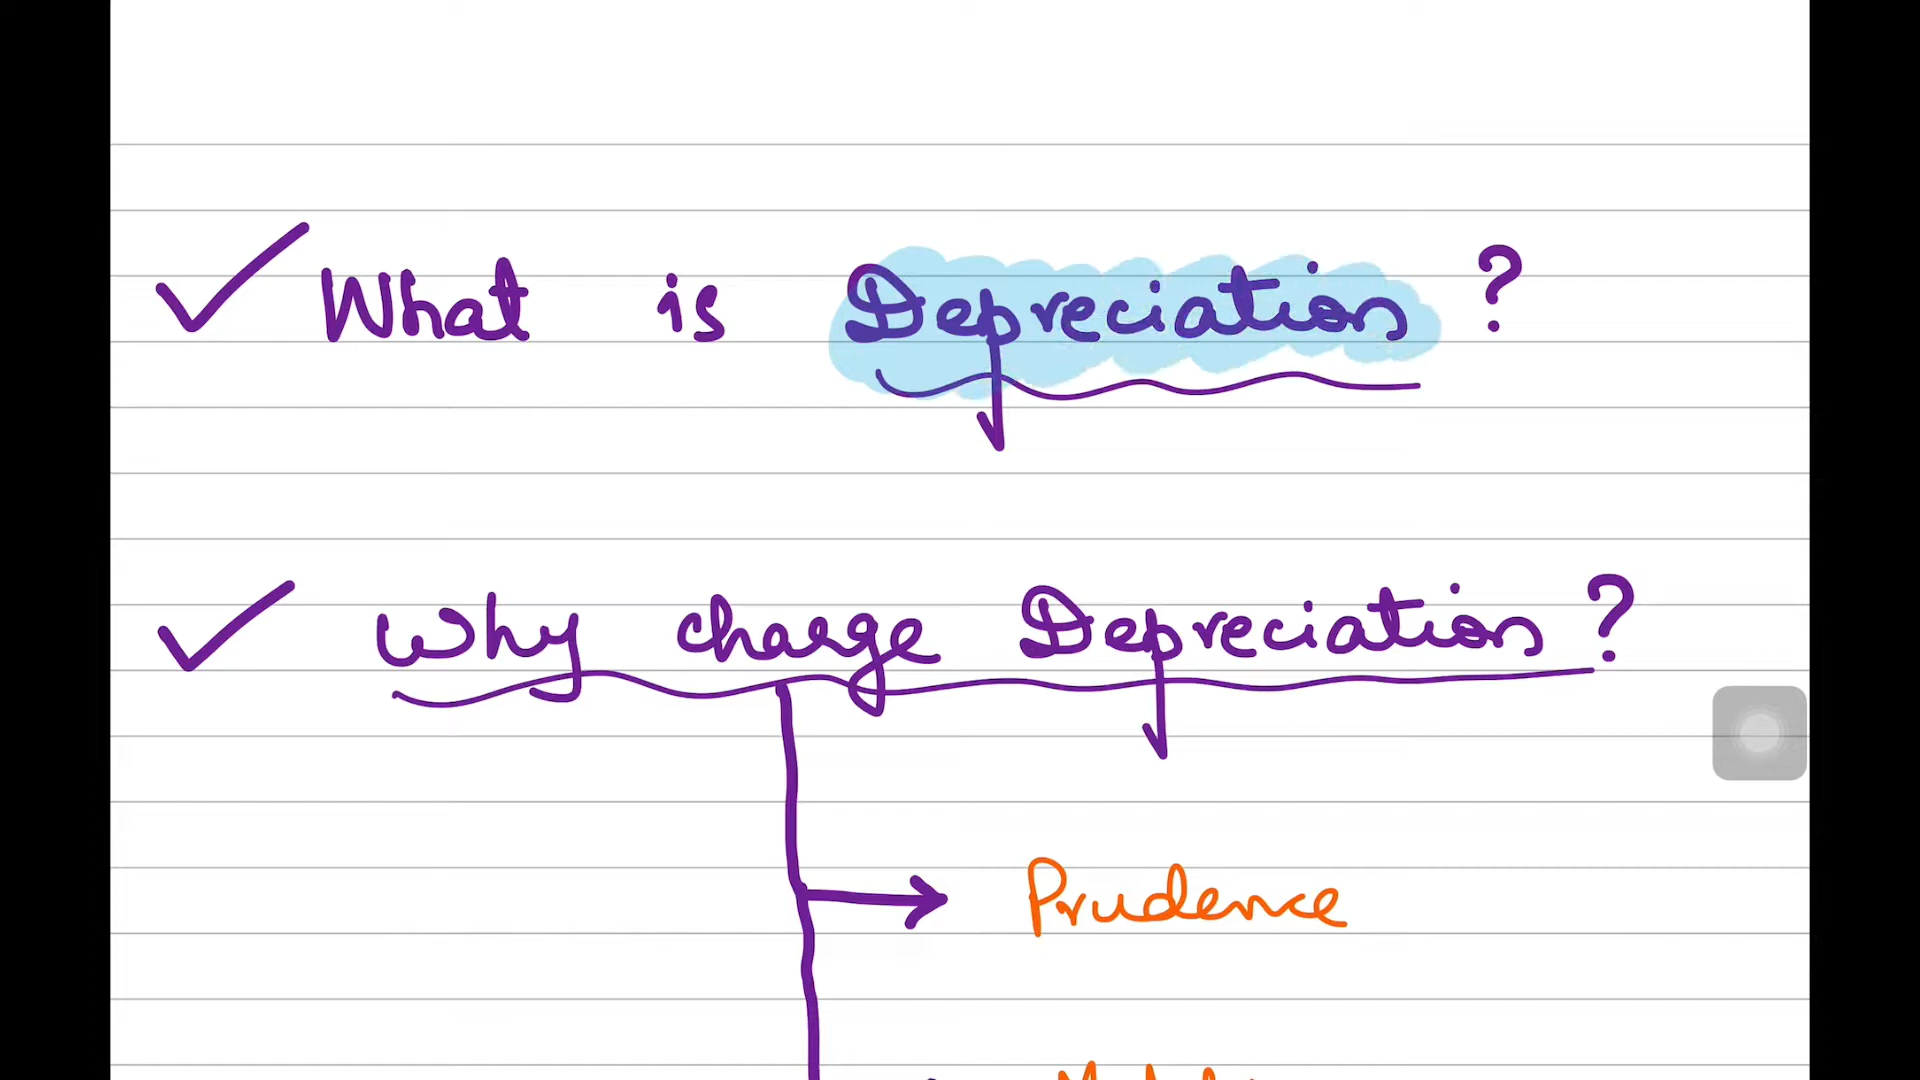 What is Depreciation ?
Why charge Depreciation ?
Prudence